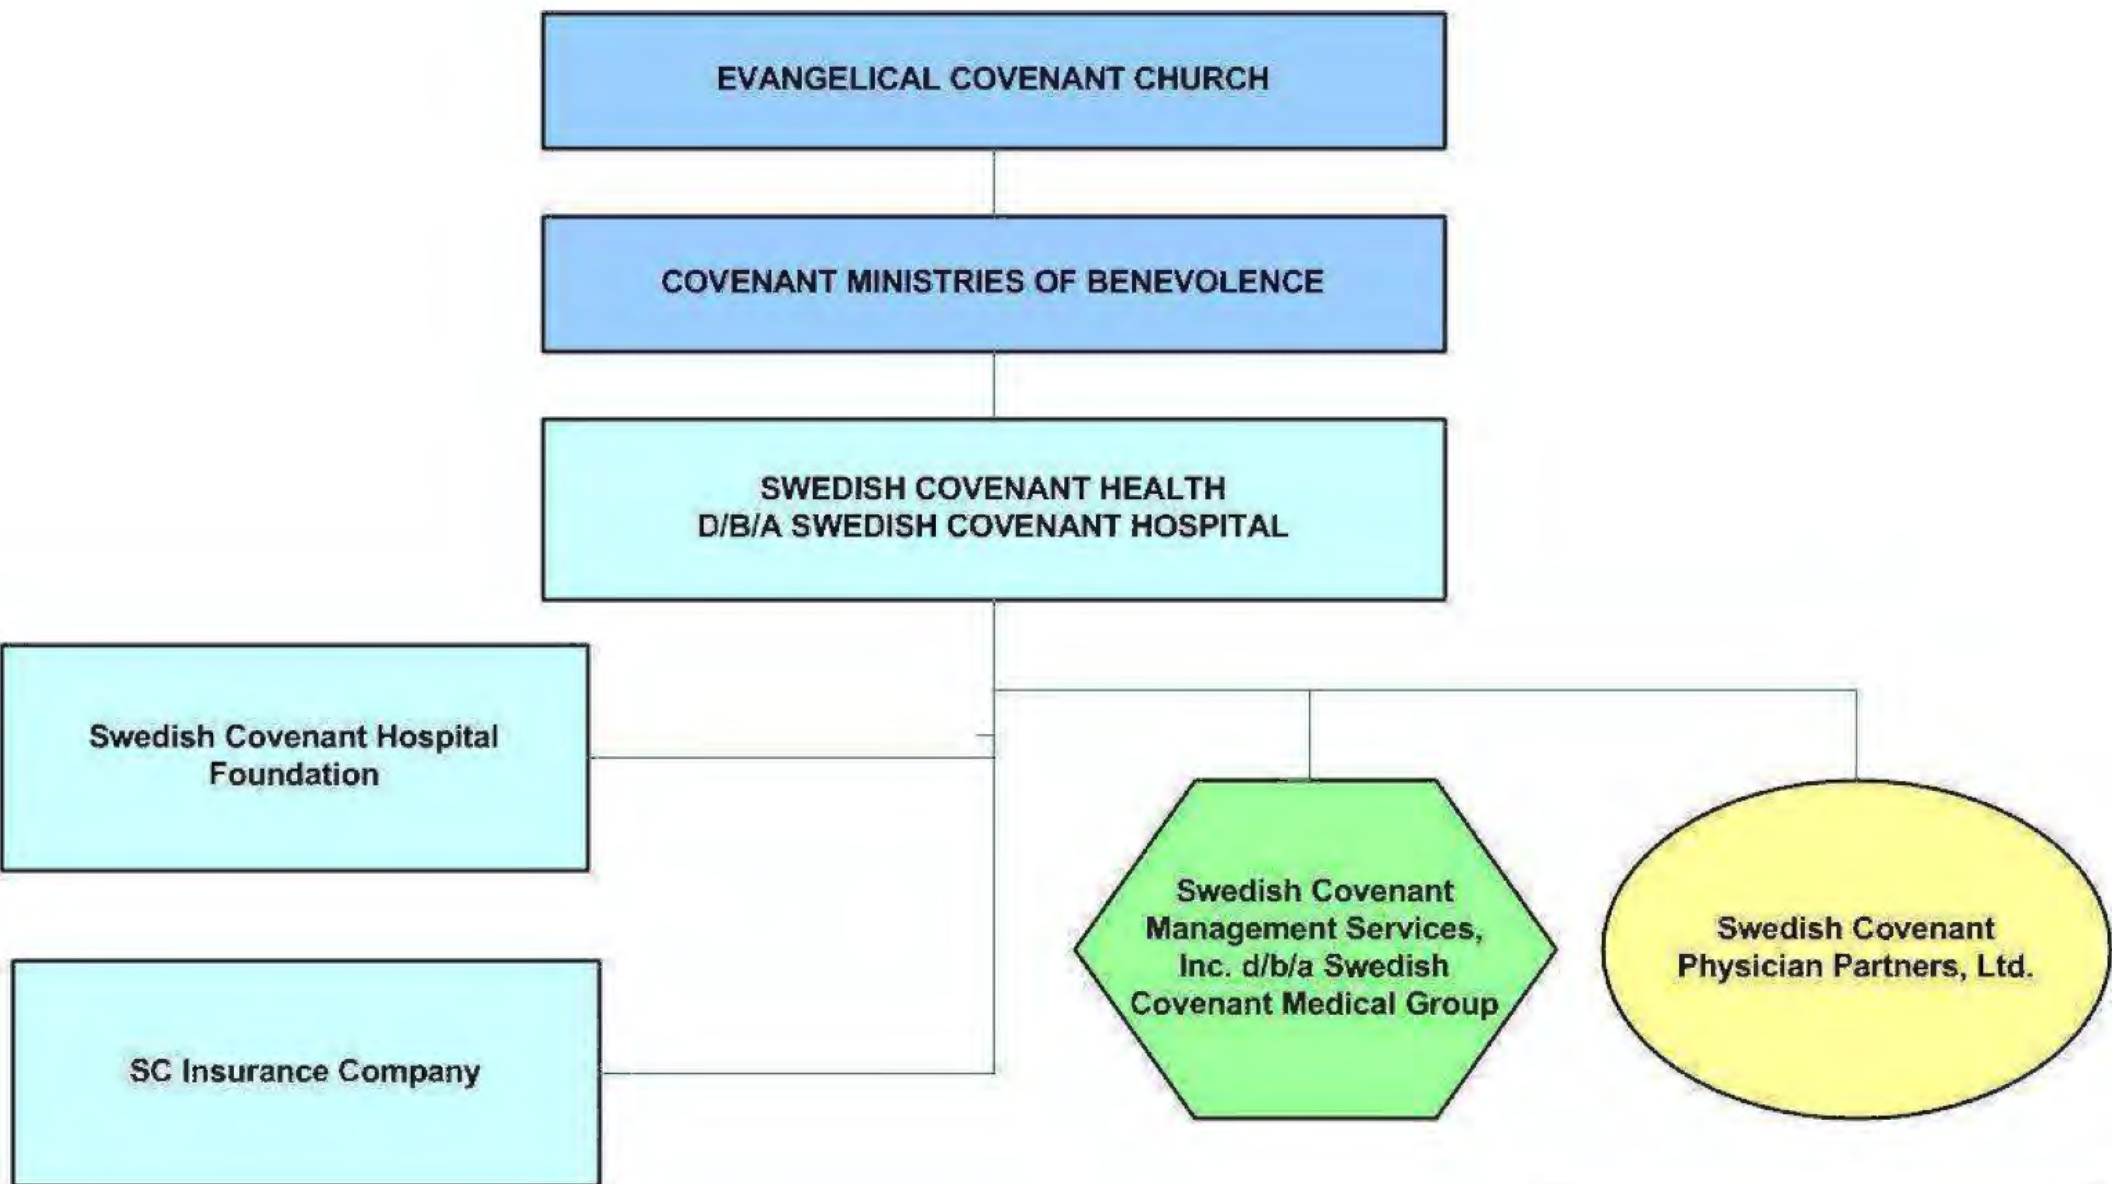 EVANGELICAL COVENANT CHURCH
COVENANT MINISTRIES OF BENEVOLENCE
SWEDISH COVENANT HEALTH
D/B/A SWEDISH COVENANT HOSPITAL
Swedish Covenant Hospital
Foundation
SC Insurance Company
Swedish Covenant
Management Services,
Inc. d/b/a Swedish
Covenant Medical Group
Swedish Covenant
Physician Partners, Ltd.